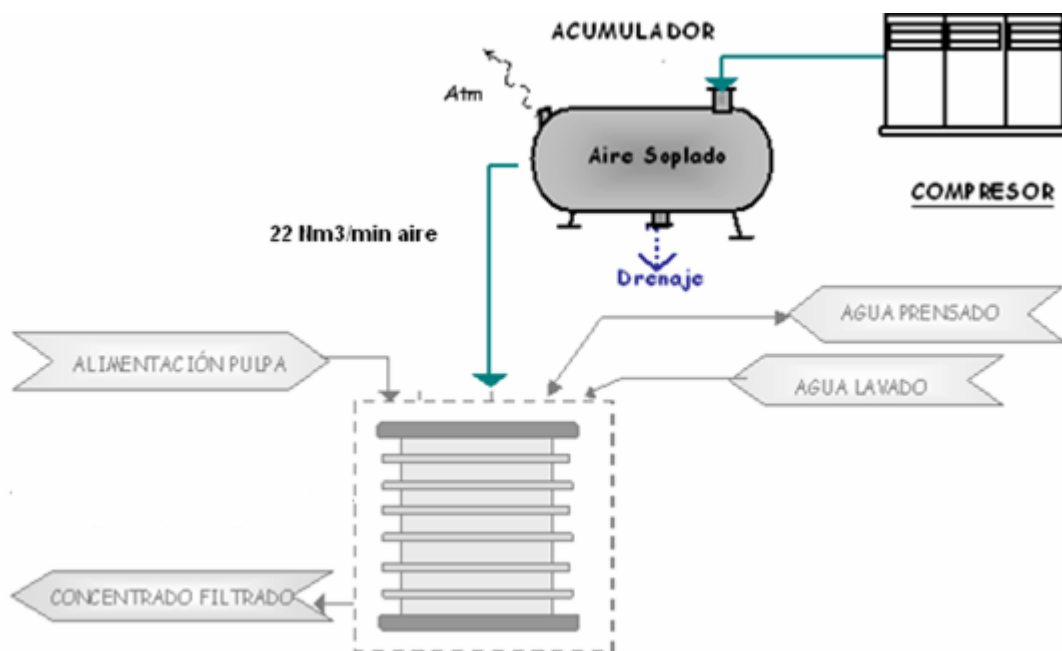 ACUMULADOR
Atm
Aire Soplado
COMPRESOR
22 Nm3/min aire
Drenaje
AGUA PRENSADO
ALIMENTACIÓN PULPA
AGUA LAVADO
CONCENTRADO FILTRADO